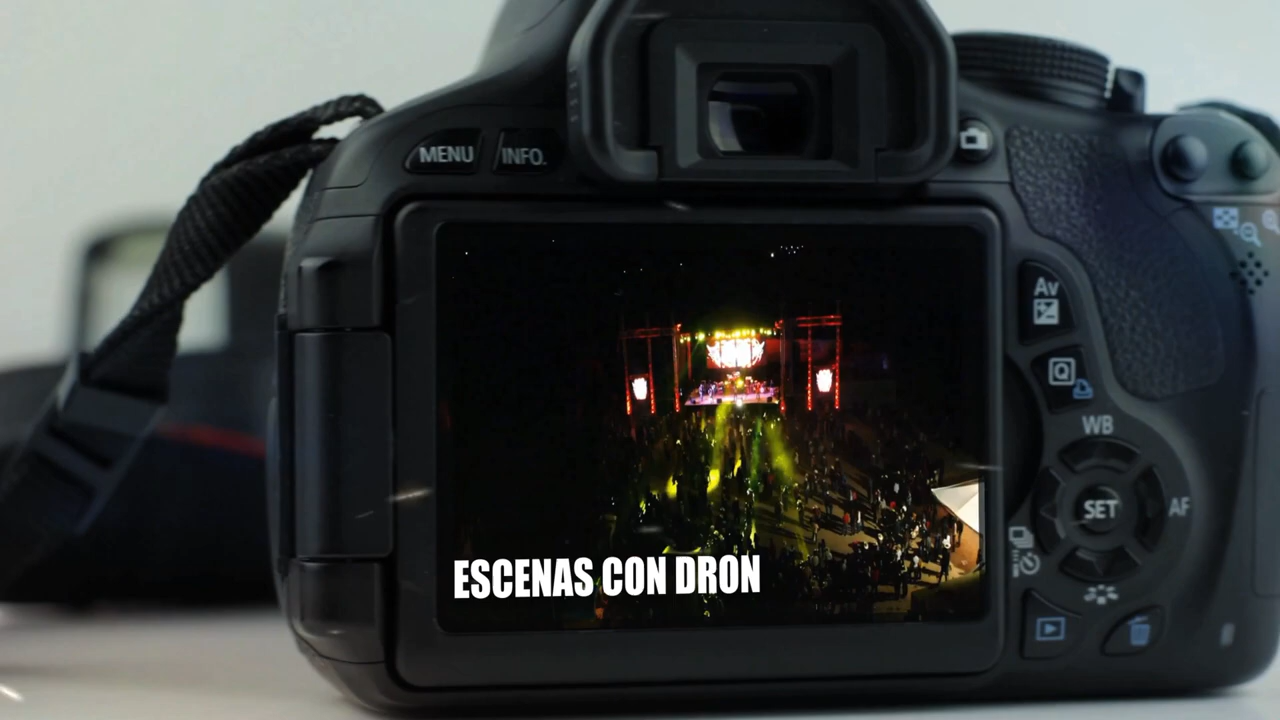 MENU
INFO.
Av
Q
WB
SET
AF
ESCENAS CON DRON